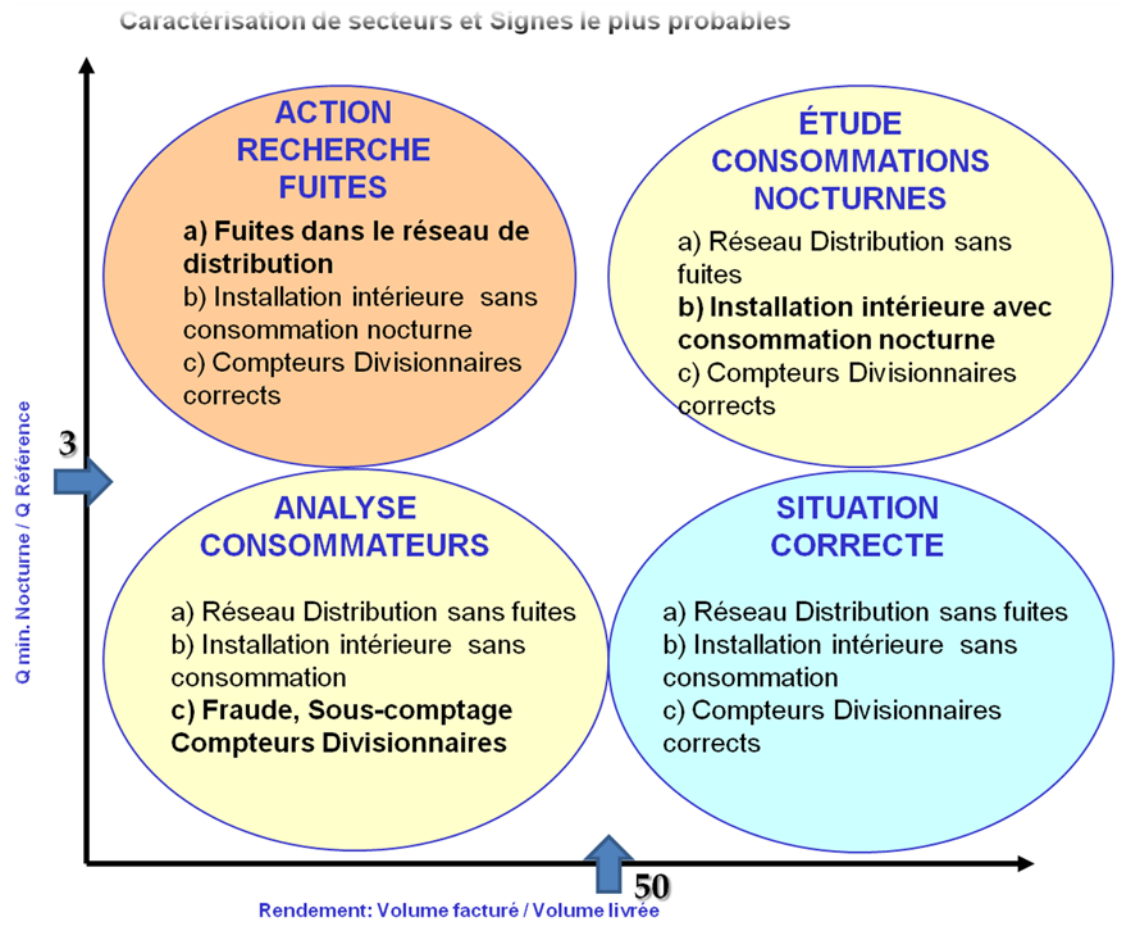 Caractérisation de secteurs et Signes le plus probables
ACTION
RECHERCHE
FUITES
a) Fuites dans le réseau de
distribution
b) Installation intérieure sans
consommation nocturne
c) Compteurs Divisionnaires
corrects
ÉTUDE
CONSOMMATIONS
NOCTURNES
a) Réseau Distribution sans
fuites
b) Installation intérieure avec
consommation nocturne
c) Compteurs Divisionnaires
corrects
Q min. Nocturne / Q Référence
3
ANALYSE
CONSOMMATEURS
a) Réseau Distribution sans fuites
b) Installation intérieure sans
consommation
c) Fraude, Sous-comptage
Compteurs Divisionnaires
SITUATION
CORRECTE
a) Réseau Distribution sans fuites
b) Installation intérieure sans
consommation
c) Compteurs Divisionnaires
corrects
50
Rendement: Volume facturé / Volume livrée